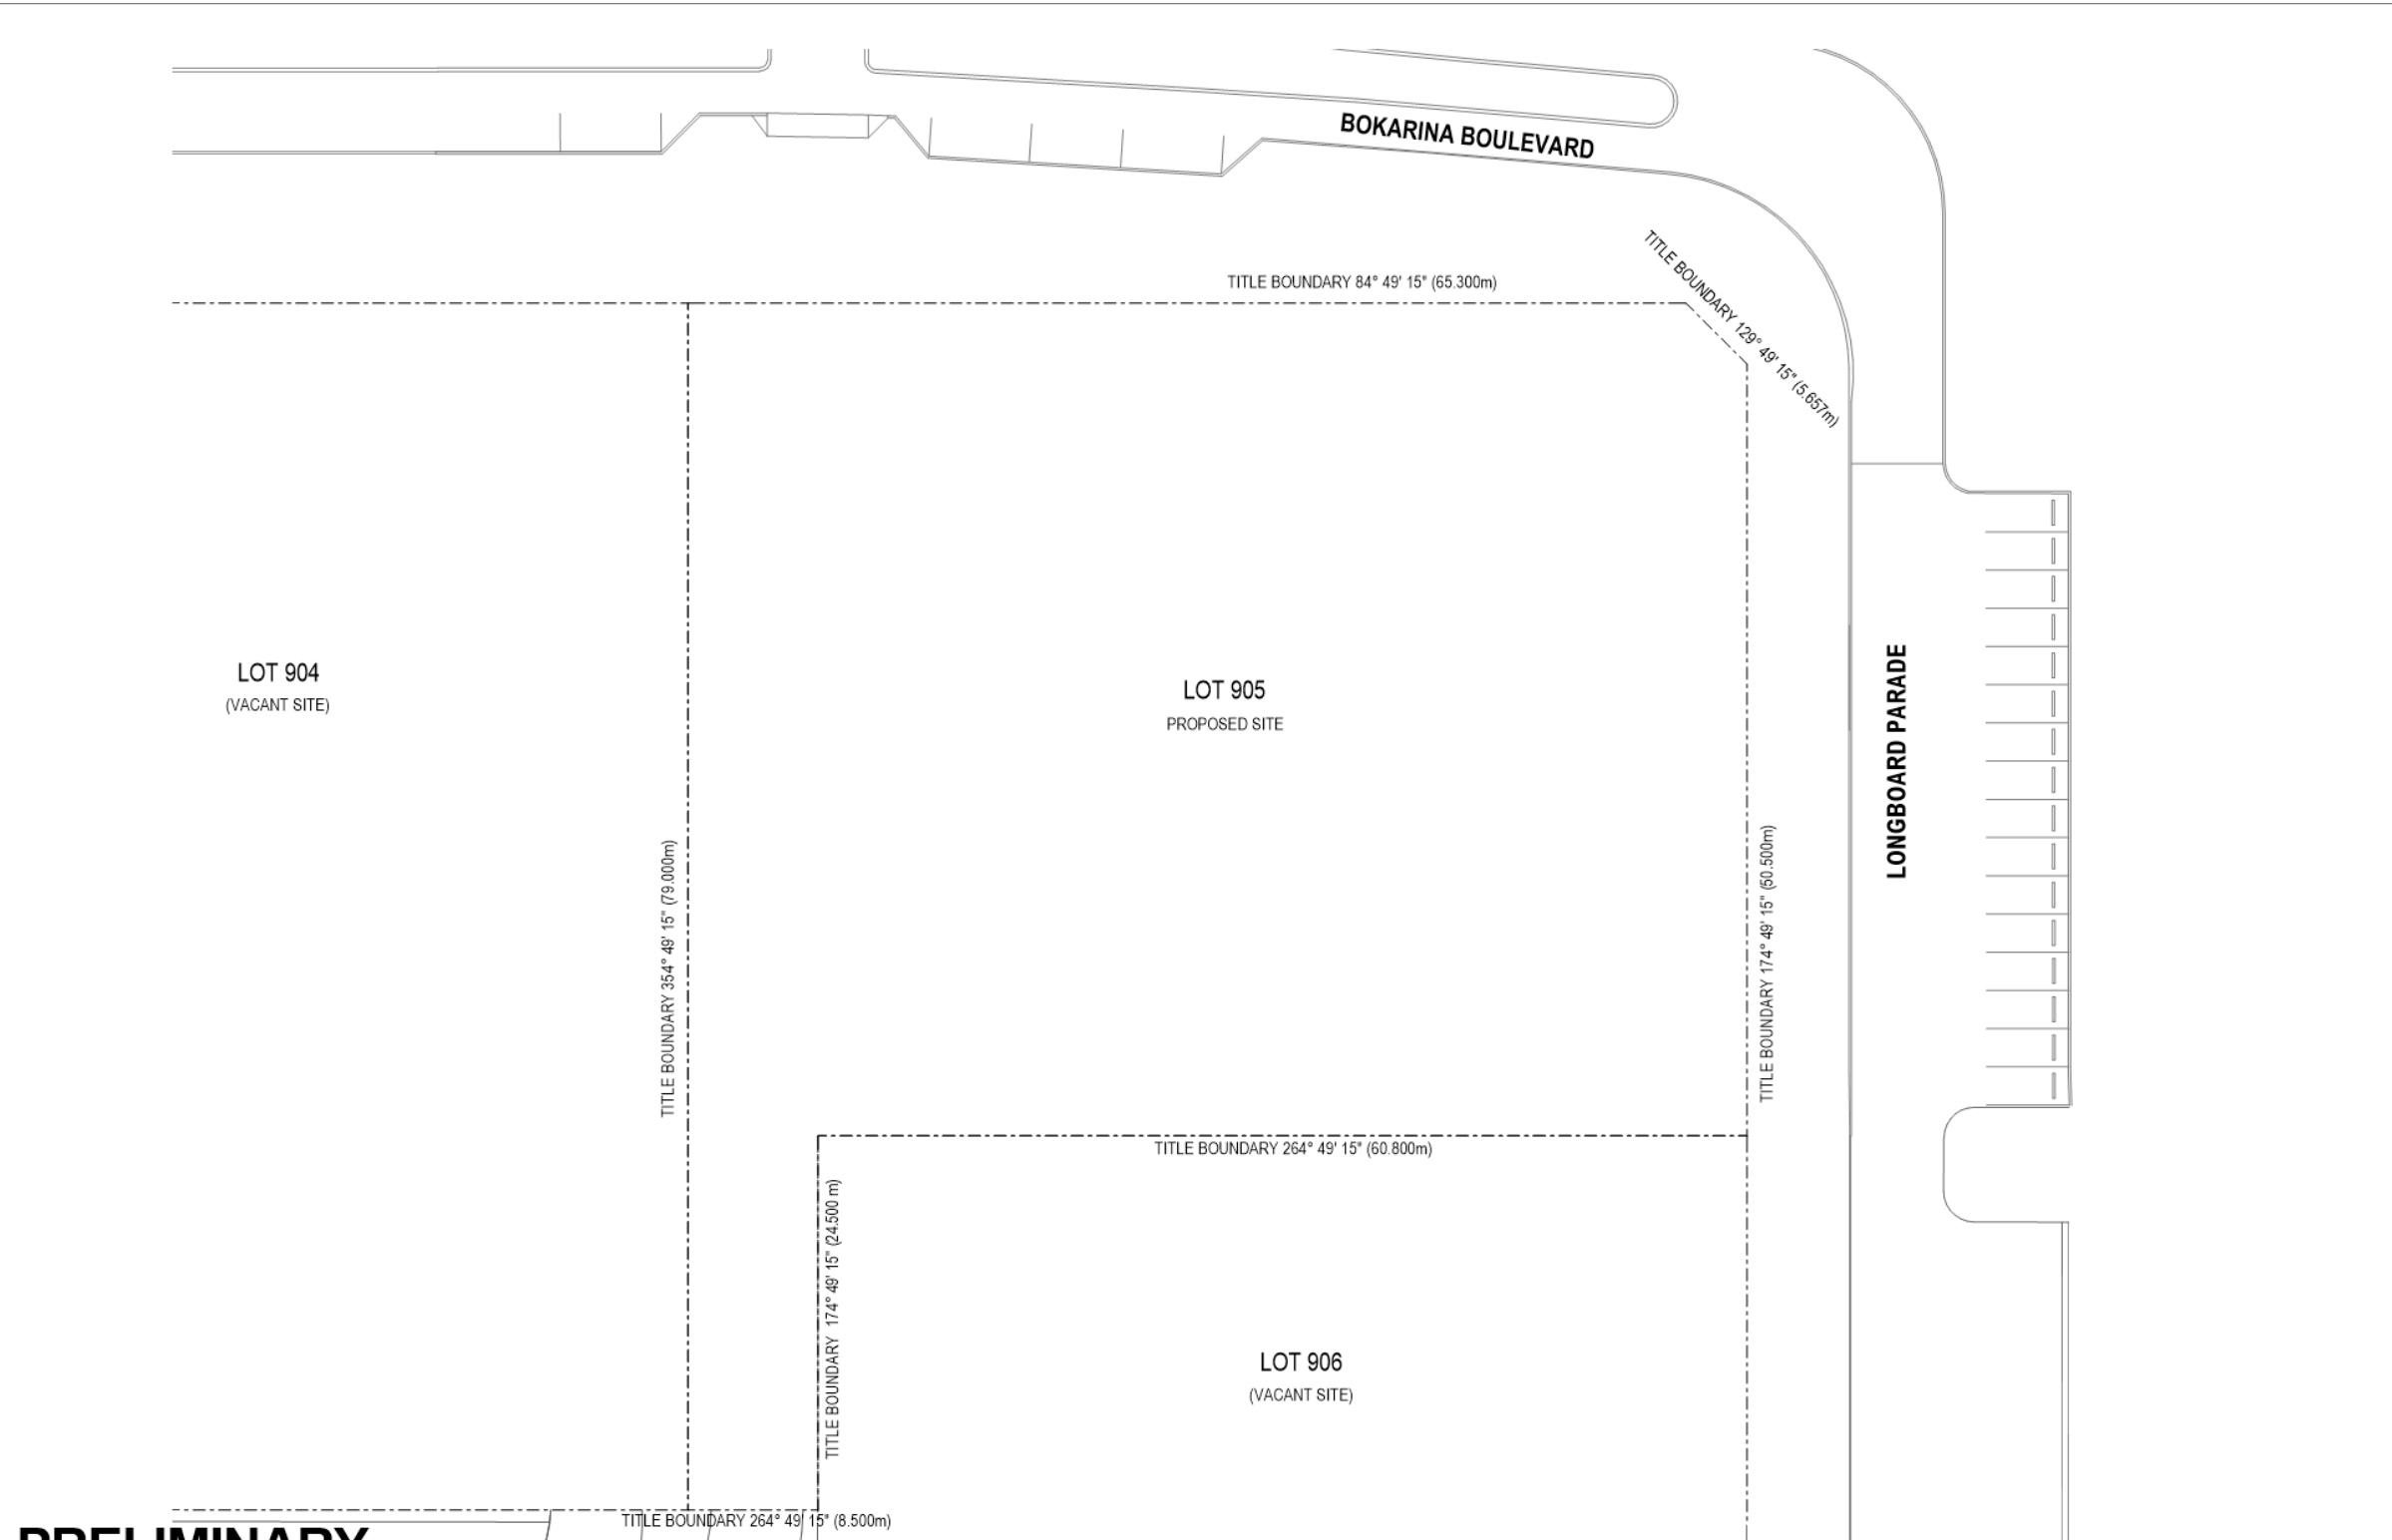 BOKARINA BOULEVARD
TITLE BOUNDARY 84° 49' 15" (65.300m)
TITLE BOUNDARY 129° 49' 15" (5.657m)
LOT 904
(VACANT SITE)
LOT 905
PROPOSED SITE
LONGBOARD PARADE
TITLE BOUNDARY 354° 49' 15" (79.000m)
TITLE BOUNDARY 174° 49' 15" (50.500m)
TITLE BOUNDARY 264° 49' 15" (60.800m)
TITLE BOUNDARY 174° 49' 15" (24.500 m)
LOT 906
(VACANT SITE)
TITLE BOUNDARY 264° 49' 15" (8.500m)
PRELIMINARY